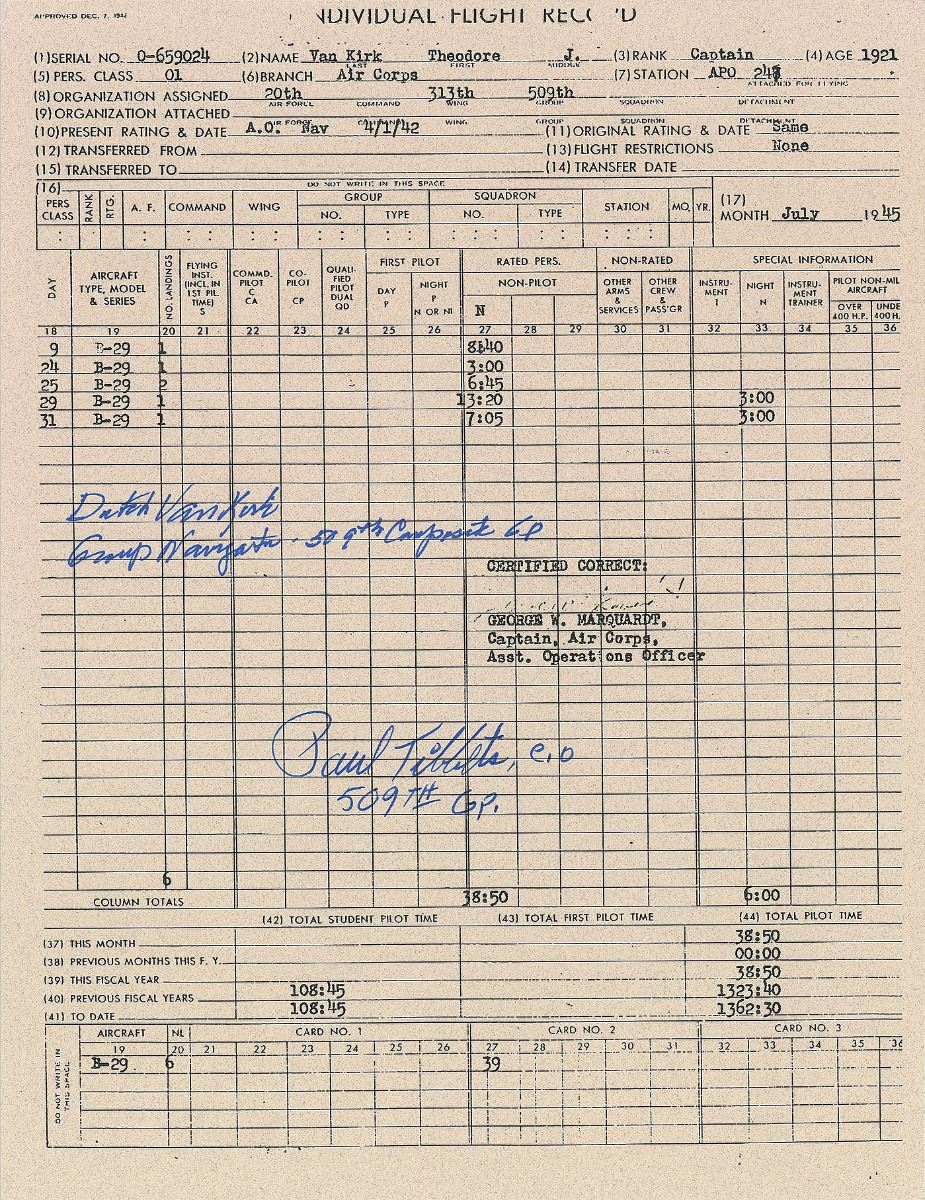 APPROVED DEC. 7, 1942
INDIVIDUAL FLIGHT RECORD
(1) SERIAL NO. 0-659024 (2) NAME Van Kirk Theodore J. (3) RANK Captain (4) AGE 1921
LAST FIRST MIDDLE
(5) PERS. CLASS 01 (6) BRANCH Air Corps (7) STATION APO 247
(8) ORGANIZATION ASSIGNED 20th 313th 509th ATTACHED FOR FLYING
AIR FORCE COMMAND WING GROUP SQUADRON DETACHMENT
(9) ORGANIZATION ATTACHED
AIR FORCE COMMAND WING GROUP SQUADRON DETACHMENT
(10) PRESENT RATING & DATE A.O. Nav 4/1/42 (11) ORIGINAL RATING & DATE Same
(12) TRANSFERRED FROM (13) FLIGHT RESTRICTIONS None
(15) TRANSFERRED TO (14) TRANSFER DATE
(16) DO NOT WRITE IN THIS SPACE
PERS CLASS RANK RTG. A. F. COMMAND WING GROUP NO. TYPE SQUADRON NO. TYPE STATION MO. YR. (17) MONTH July 1945
DAY AIRCRAFT TYPE, MODEL & SERIES NO. LANDINGS FLYING INST. (INCL. IN 1ST PIL. TIME) S COMMD. PILOT C CA CO-PILOT CP QUALI-FIED PILOT DUAL QD FIRST PILOT DAY P NIGHT P N OR NI RATED PERS. NON-PILOT N NON-RATED OTHER ARMS & SERVICES OTHER CREW & PASS'GR SPECIAL INFORMATION INSTRU-MENT I NIGHT N INSTRU-MENT TRAINER PILOT NON-MIL AIRCRAFT OVER 400 H.P. UNDE 400 H.
18 19 20 21 22 23 24 25 26 27 28 29 30 31 32 33 34 35 36
9 B-29 1 8:40
24 B-29 1 3:00
25 B-29 2 6:45
29 B-29 1 13:20 3:00
31 B-29 1 7:05 3:00
Dutch VanKirk
Group Navigator - 509th Composite GP
CERTIFIED CORRECT:
GEORGE W. MARQUARDT,
Captain, Air Corps,
Asst. Operations Officer
Paul Tibbets, C.O
509TH GP.
6
COLUMN TOTALS 38:50 6:00
(42) TOTAL STUDENT PILOT TIME (43) TOTAL FIRST PILOT TIME (44) TOTAL PILOT TIME
(37) THIS MONTH 38:50
(38) PREVIOUS MONTHS THIS F. Y. 00:00
(39) THIS FISCAL YEAR 38:50
(40) PREVIOUS FISCAL YEARS 108:45 1323:40
(41) TO DATE 108:45 1362:30
DO NOT WRITE IN THIS SPACE
AIRCRAFT NL CARD NO. 1 CARD NO. 2 CARD NO. 3
19 20 21 22 23 24 25 26 27 28 29 30 31 32 33 34 35 36
B-29 6 39